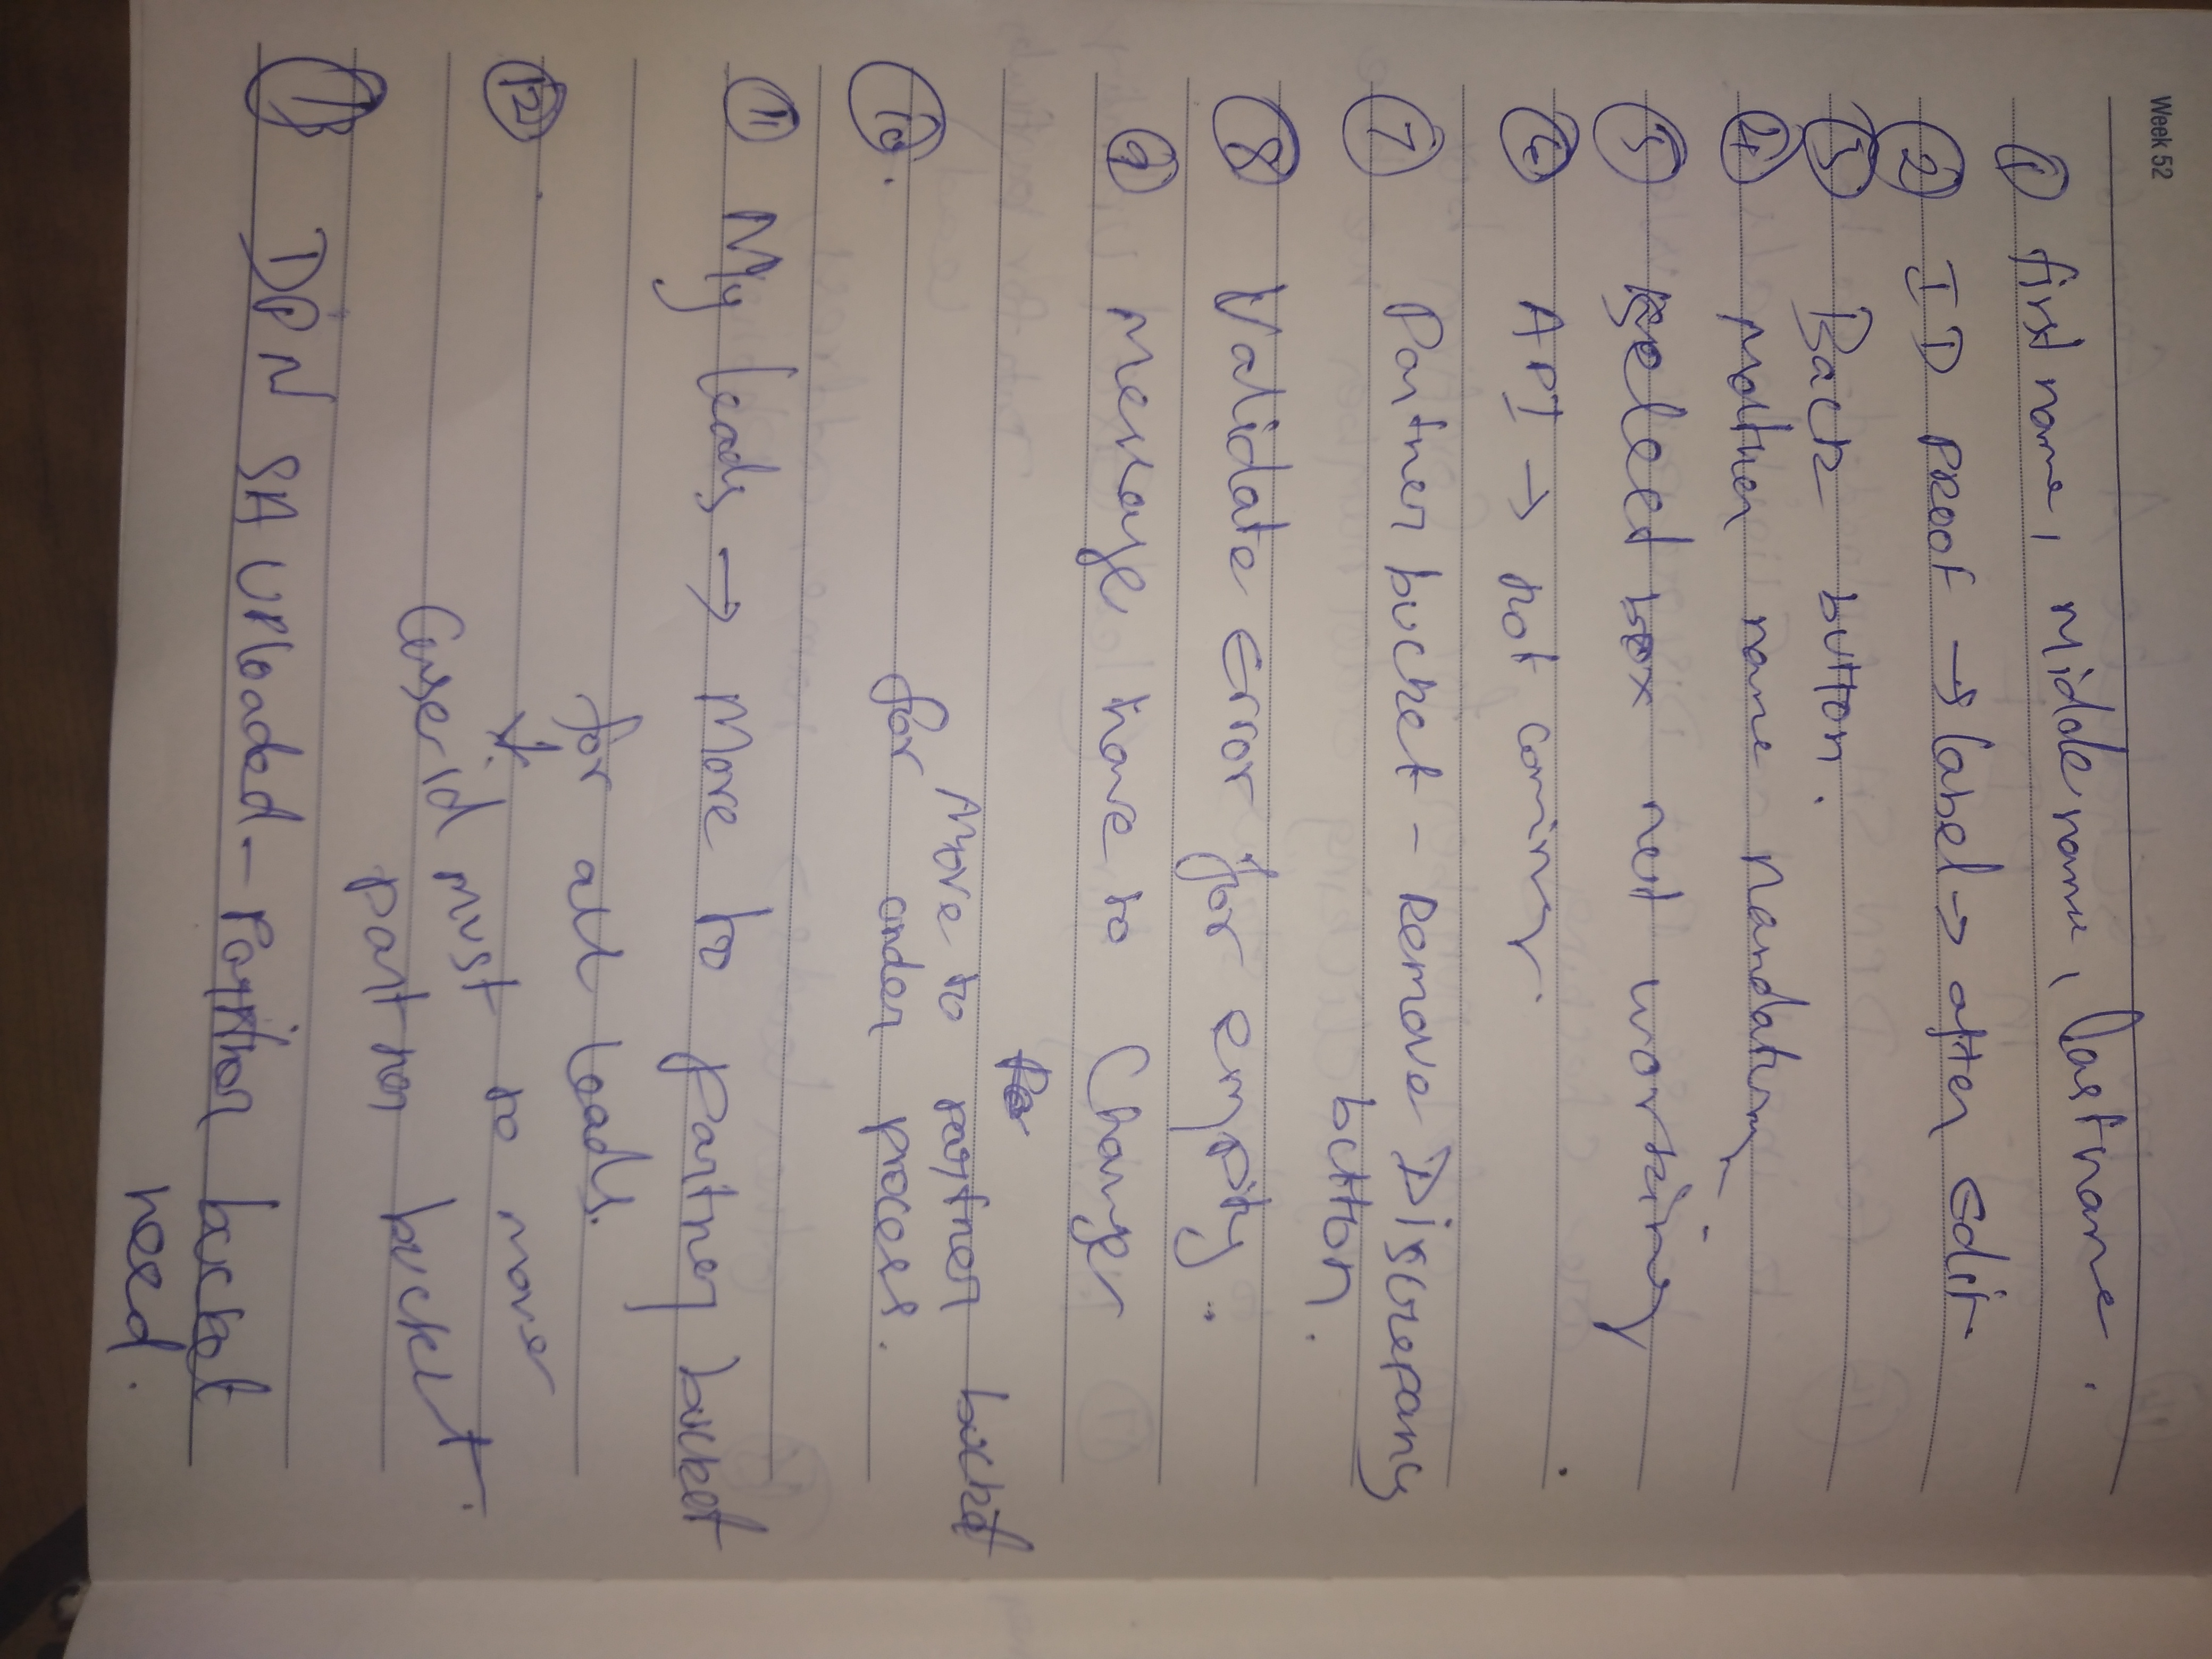 Week 52
① first name, Middle name, lastname.
② ID PROOF → label → after Edit
③ Back button.
④ Mother name Mandatory
⑤ select box not working
⑥ API → not coming.
⑦ Partner bucket - Remove Discrepancy
button.
⑧ Validate Error for empty.
⑨ Message have to Change
Move to partner bucket
⑩. for under process.
⑪ My leads → Move to partner bucket
for all leads.
⑫ ↓
Caseid must to move
partner bucket.
⑬ DPN SA Uploaded - Partner bucket
need.